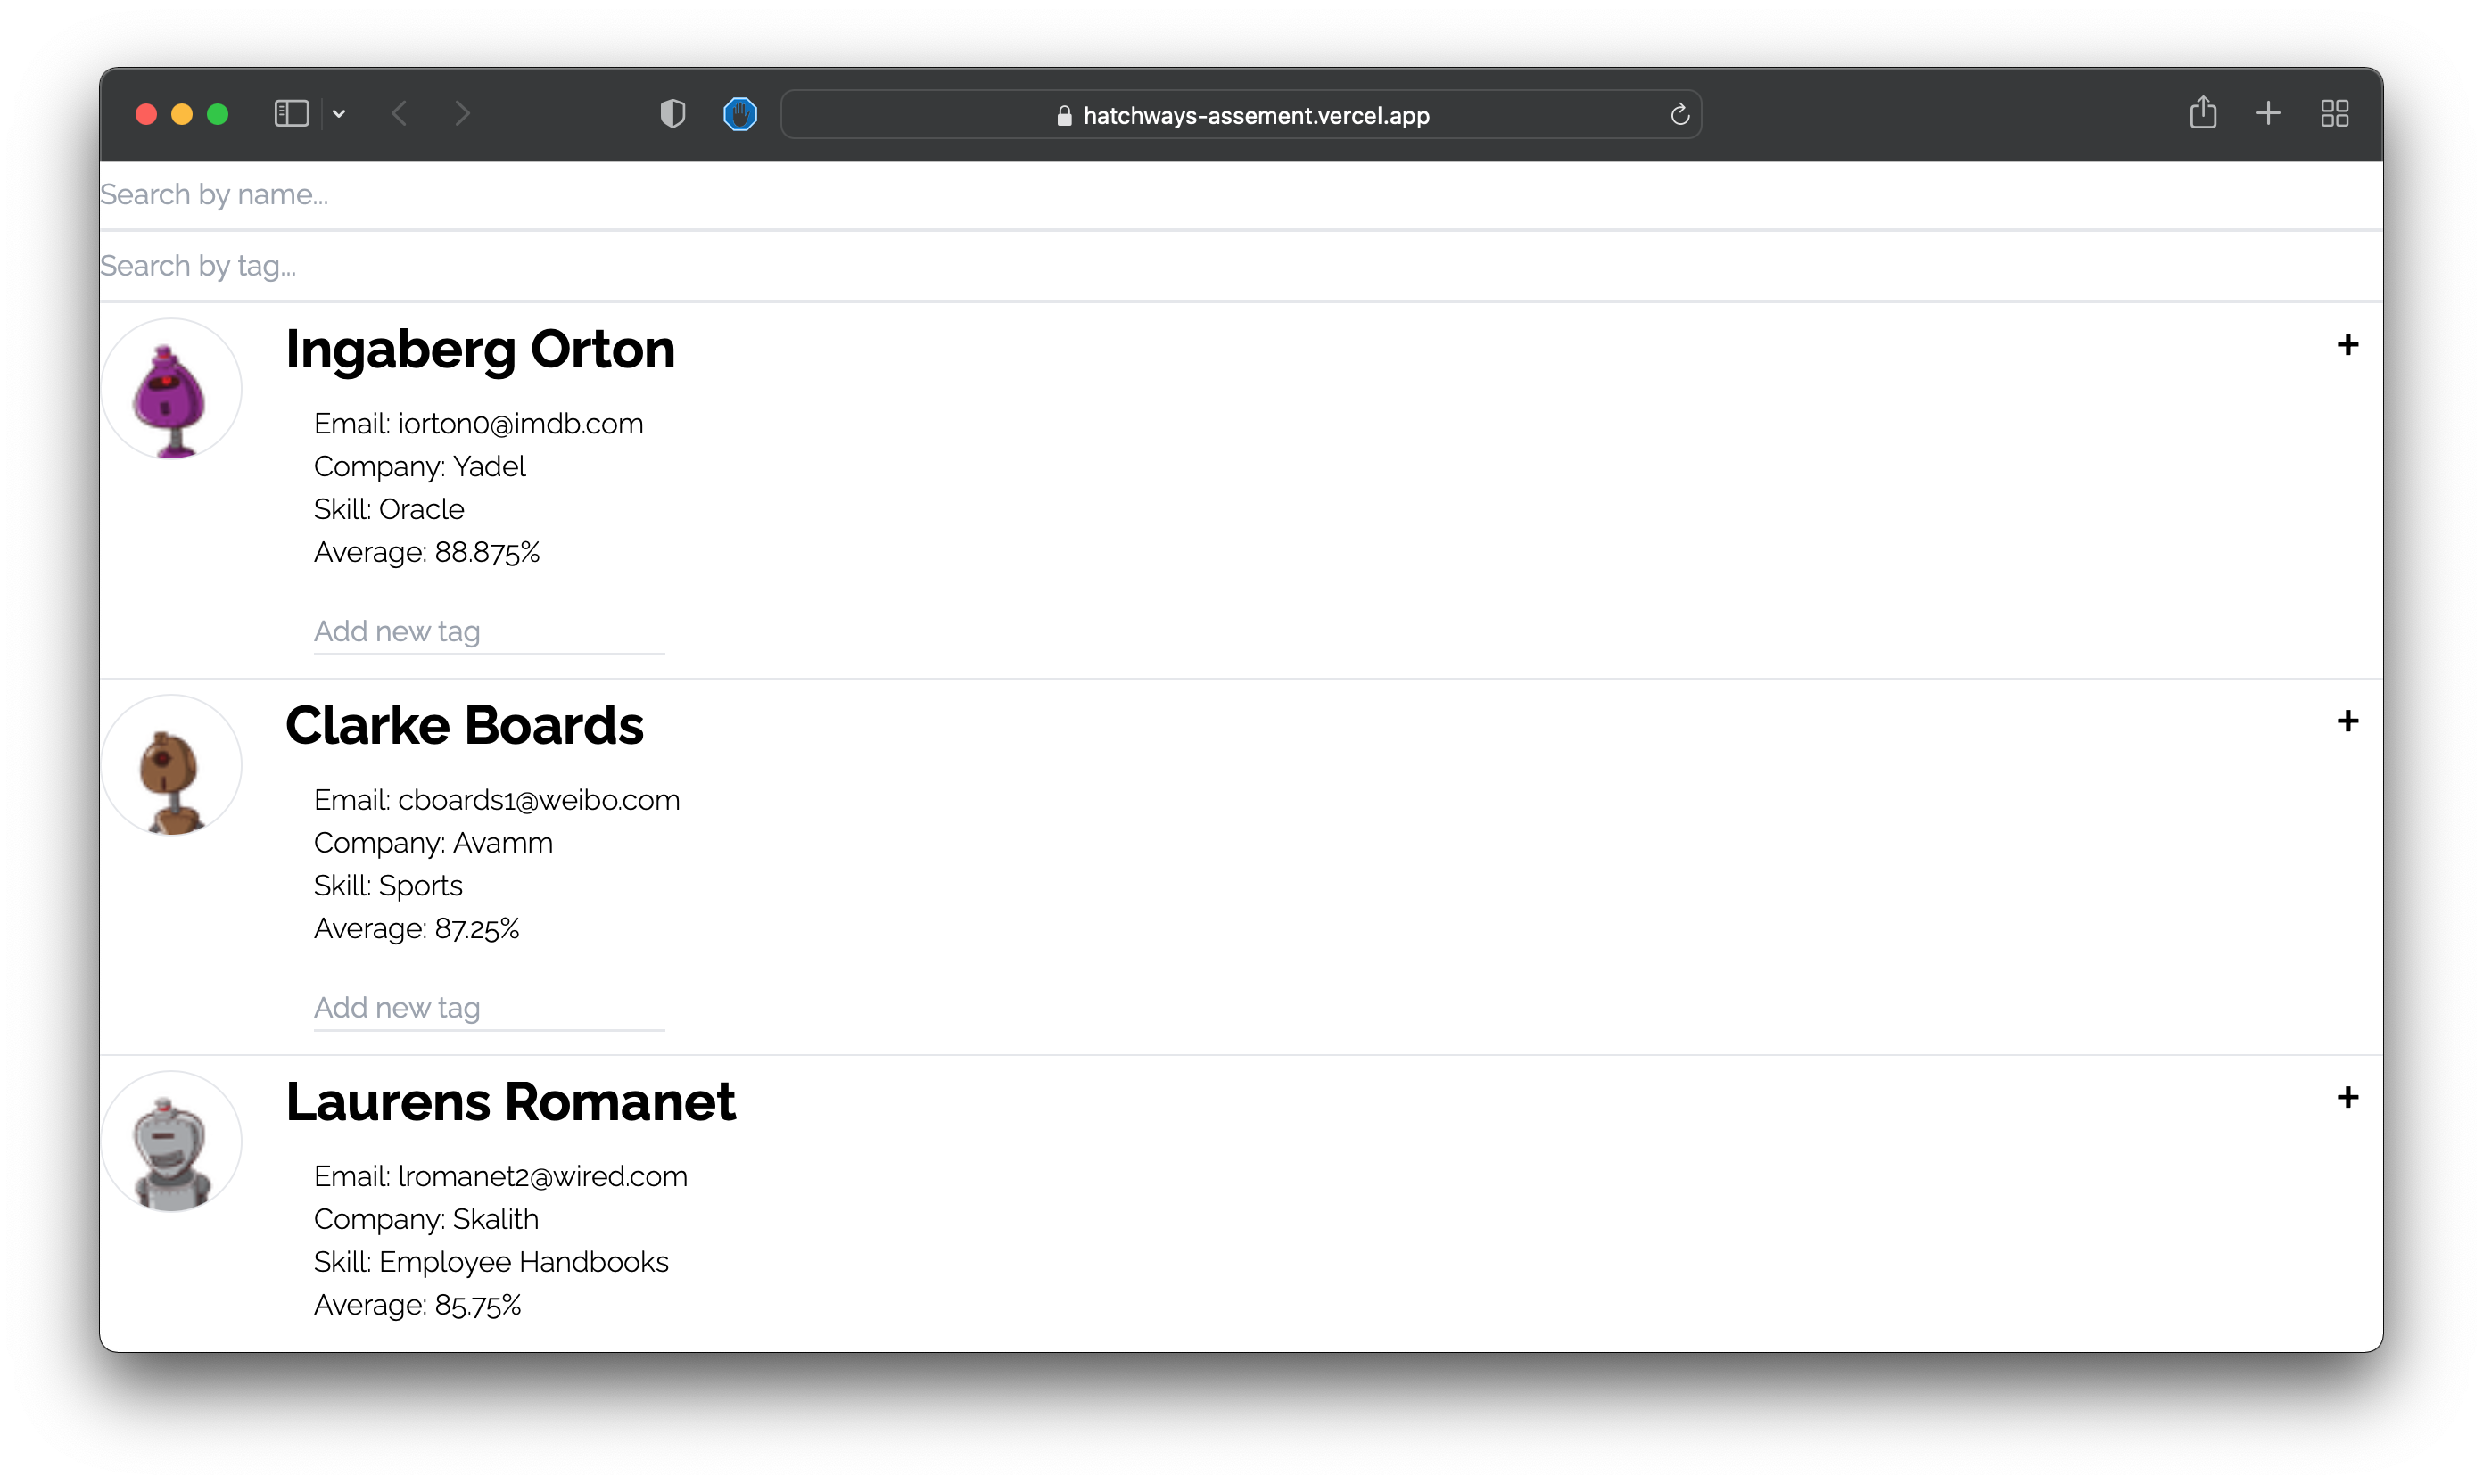 hatchways-assement.vercel.app
Search by name...
Search by tag...
Ingaberg Orton
+
Email: iorton0@imdb.com
Company: Yadel
Skill: Oracle
Average: 88.875%
Add new tag
Clarke Boards
+
Email: cboards1@weibo.com
Company: Avamm
Skill: Sports
Average: 87.25%
Add new tag
Laurens Romanet
+
Email: lromanet2@wired.com
Company: Skalith
Skill: Employee Handbooks
Average: 85.75%